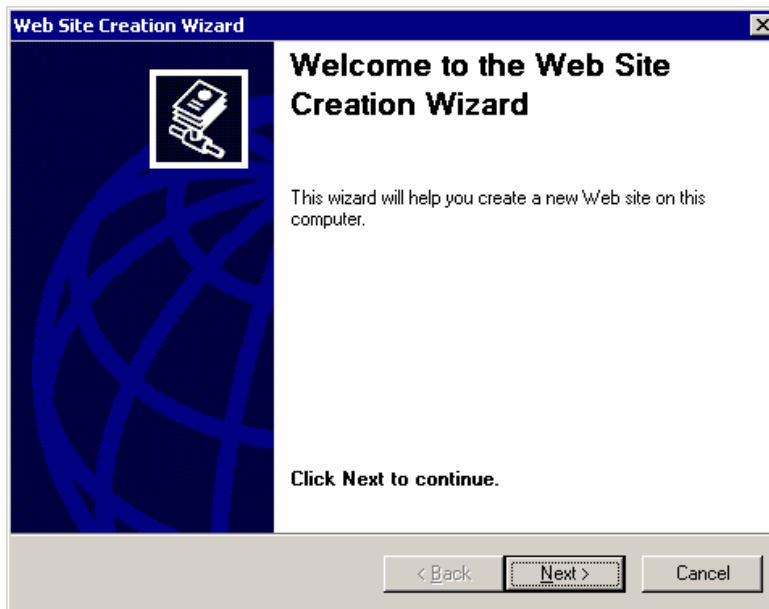 Web Site Creation Wizard
Welcome to the Web Site
Creation Wizard
This wizard will help you create a new Web site on this
computer.
Click Next to continue.
< Back
Next >
Cancel